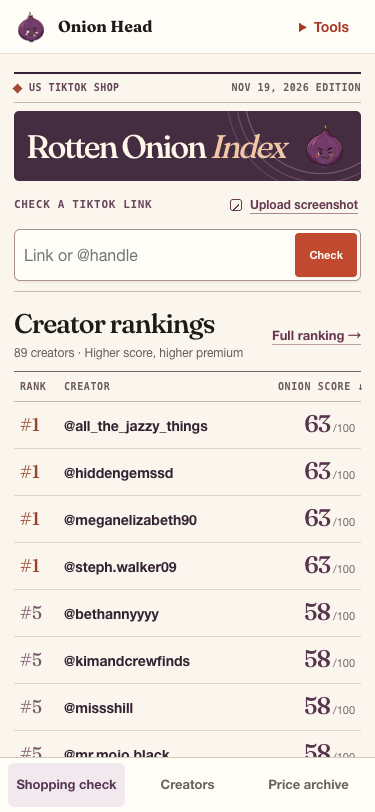 Onion Head
▶ Tools
US TIKTOK SHOP
NOV 19, 2026 EDITION
Rotten Onion Index
CHECK A TIKTOK LINK
Upload screenshot
Link or @handle
Check
Creator rankings
89 creators · Higher score, higher premium
Full ranking →
RANK CREATOR ONION SCORE ↓
#1 @all_the_jazzy_things 63/100
#1 @hiddengemssd 63/100
#1 @meganelizabeth90 63/100
#1 @steph.walker09 63/100
#5 @bethannyyyy 58/100
#5 @kimandcrewfinds 58/100
#5 @missshill 58/100
#5 @mr.mojo.black 58/100
Shopping check
Creators
Price archive